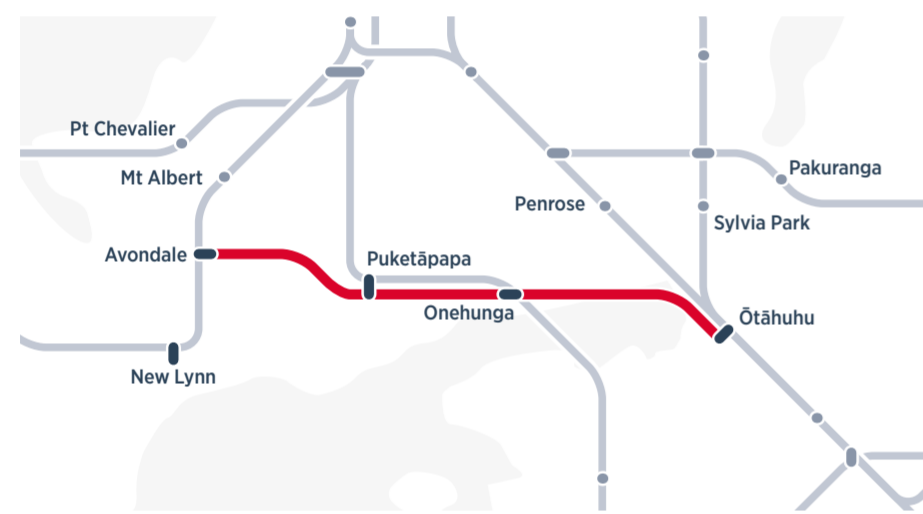 Pt Chevalier
Mt Albert
Pakuranga
Penrose
Sylvia Park
Avondale
Puketāpapa
Onehunga
Ōtāhuhu
New Lynn